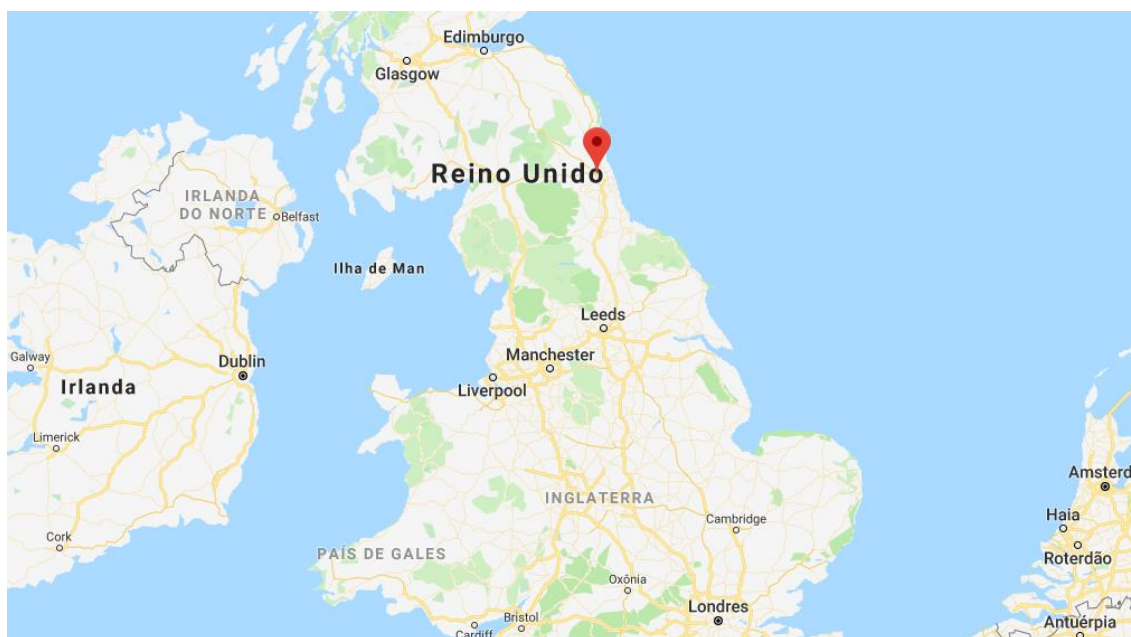 Edimburgo
Glasgow
Reino Unido
IRLANDA
DO NORTE
Belfast
Ilha de Man
Leeds
Galway
Dublin
Manchester
Irlanda
Liverpool
Limerick
Amsterd
INGLATERRA
Cambridge
Haia
Cork
PAÍS DE GALES
Roterdão
Oxônia
Londres
Bristol
Antuérpia
Cardiff